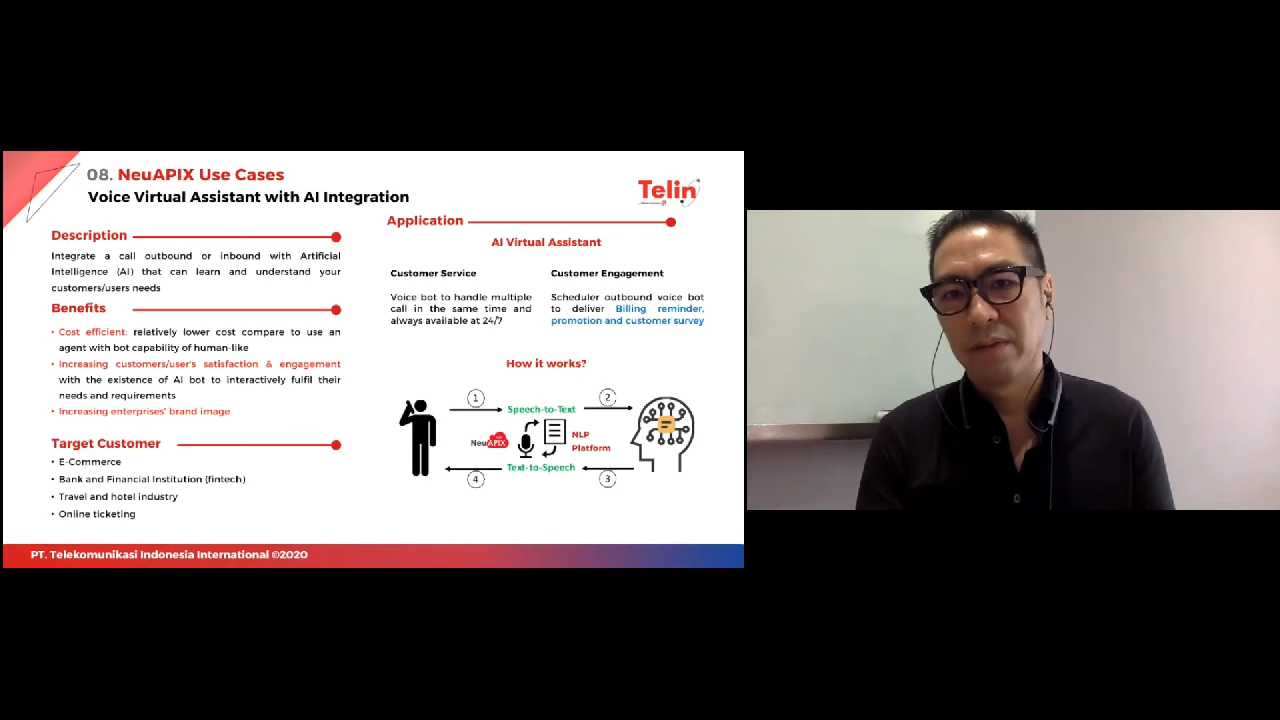 08. NeuAPIX Use Cases
Voice Virtual Assistant with AI Integration
Telin
Description
Integrate a call outbound or inbound with Artificial
Intelligence (AI) that can learn and understand your
customers/users needs
Benefits
• Cost efficient: relatively lower cost compare to use an
agent with bot capability of human-like
• Increasing customers/user's satisfaction & engagement
with the existence of AI bot to interactively fulfil their
needs and requirements
• Increasing enterprises' brand image
Target Customer
• E-Commerce
• Bank and Financial Institution (fintech)
• Travel and hotel industry
• Online ticketing
Application
AI Virtual Assistant
Customer Service
Voice bot to handle multiple
call in the same time and
always available at 24/7
Customer Engagement
Scheduler outbound voice bot
to deliver Billing reminder,
promotion and customer survey
How it works?
1
Speech-to-Text
2
NeuAPIX
NLP
Platform
4
Text-to-Speech
3
PT. Telekomunikasi Indonesia International ©2020